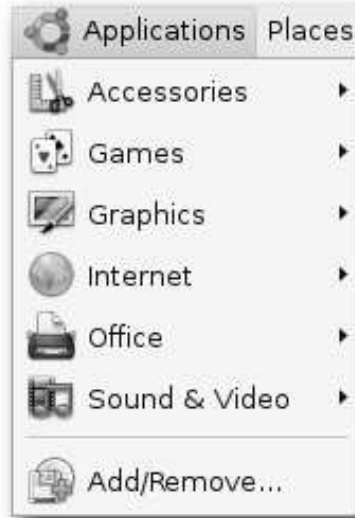 Applications Places
Accessories
Games
Graphics
Internet
Office
Sound & Video
Add/Remove...